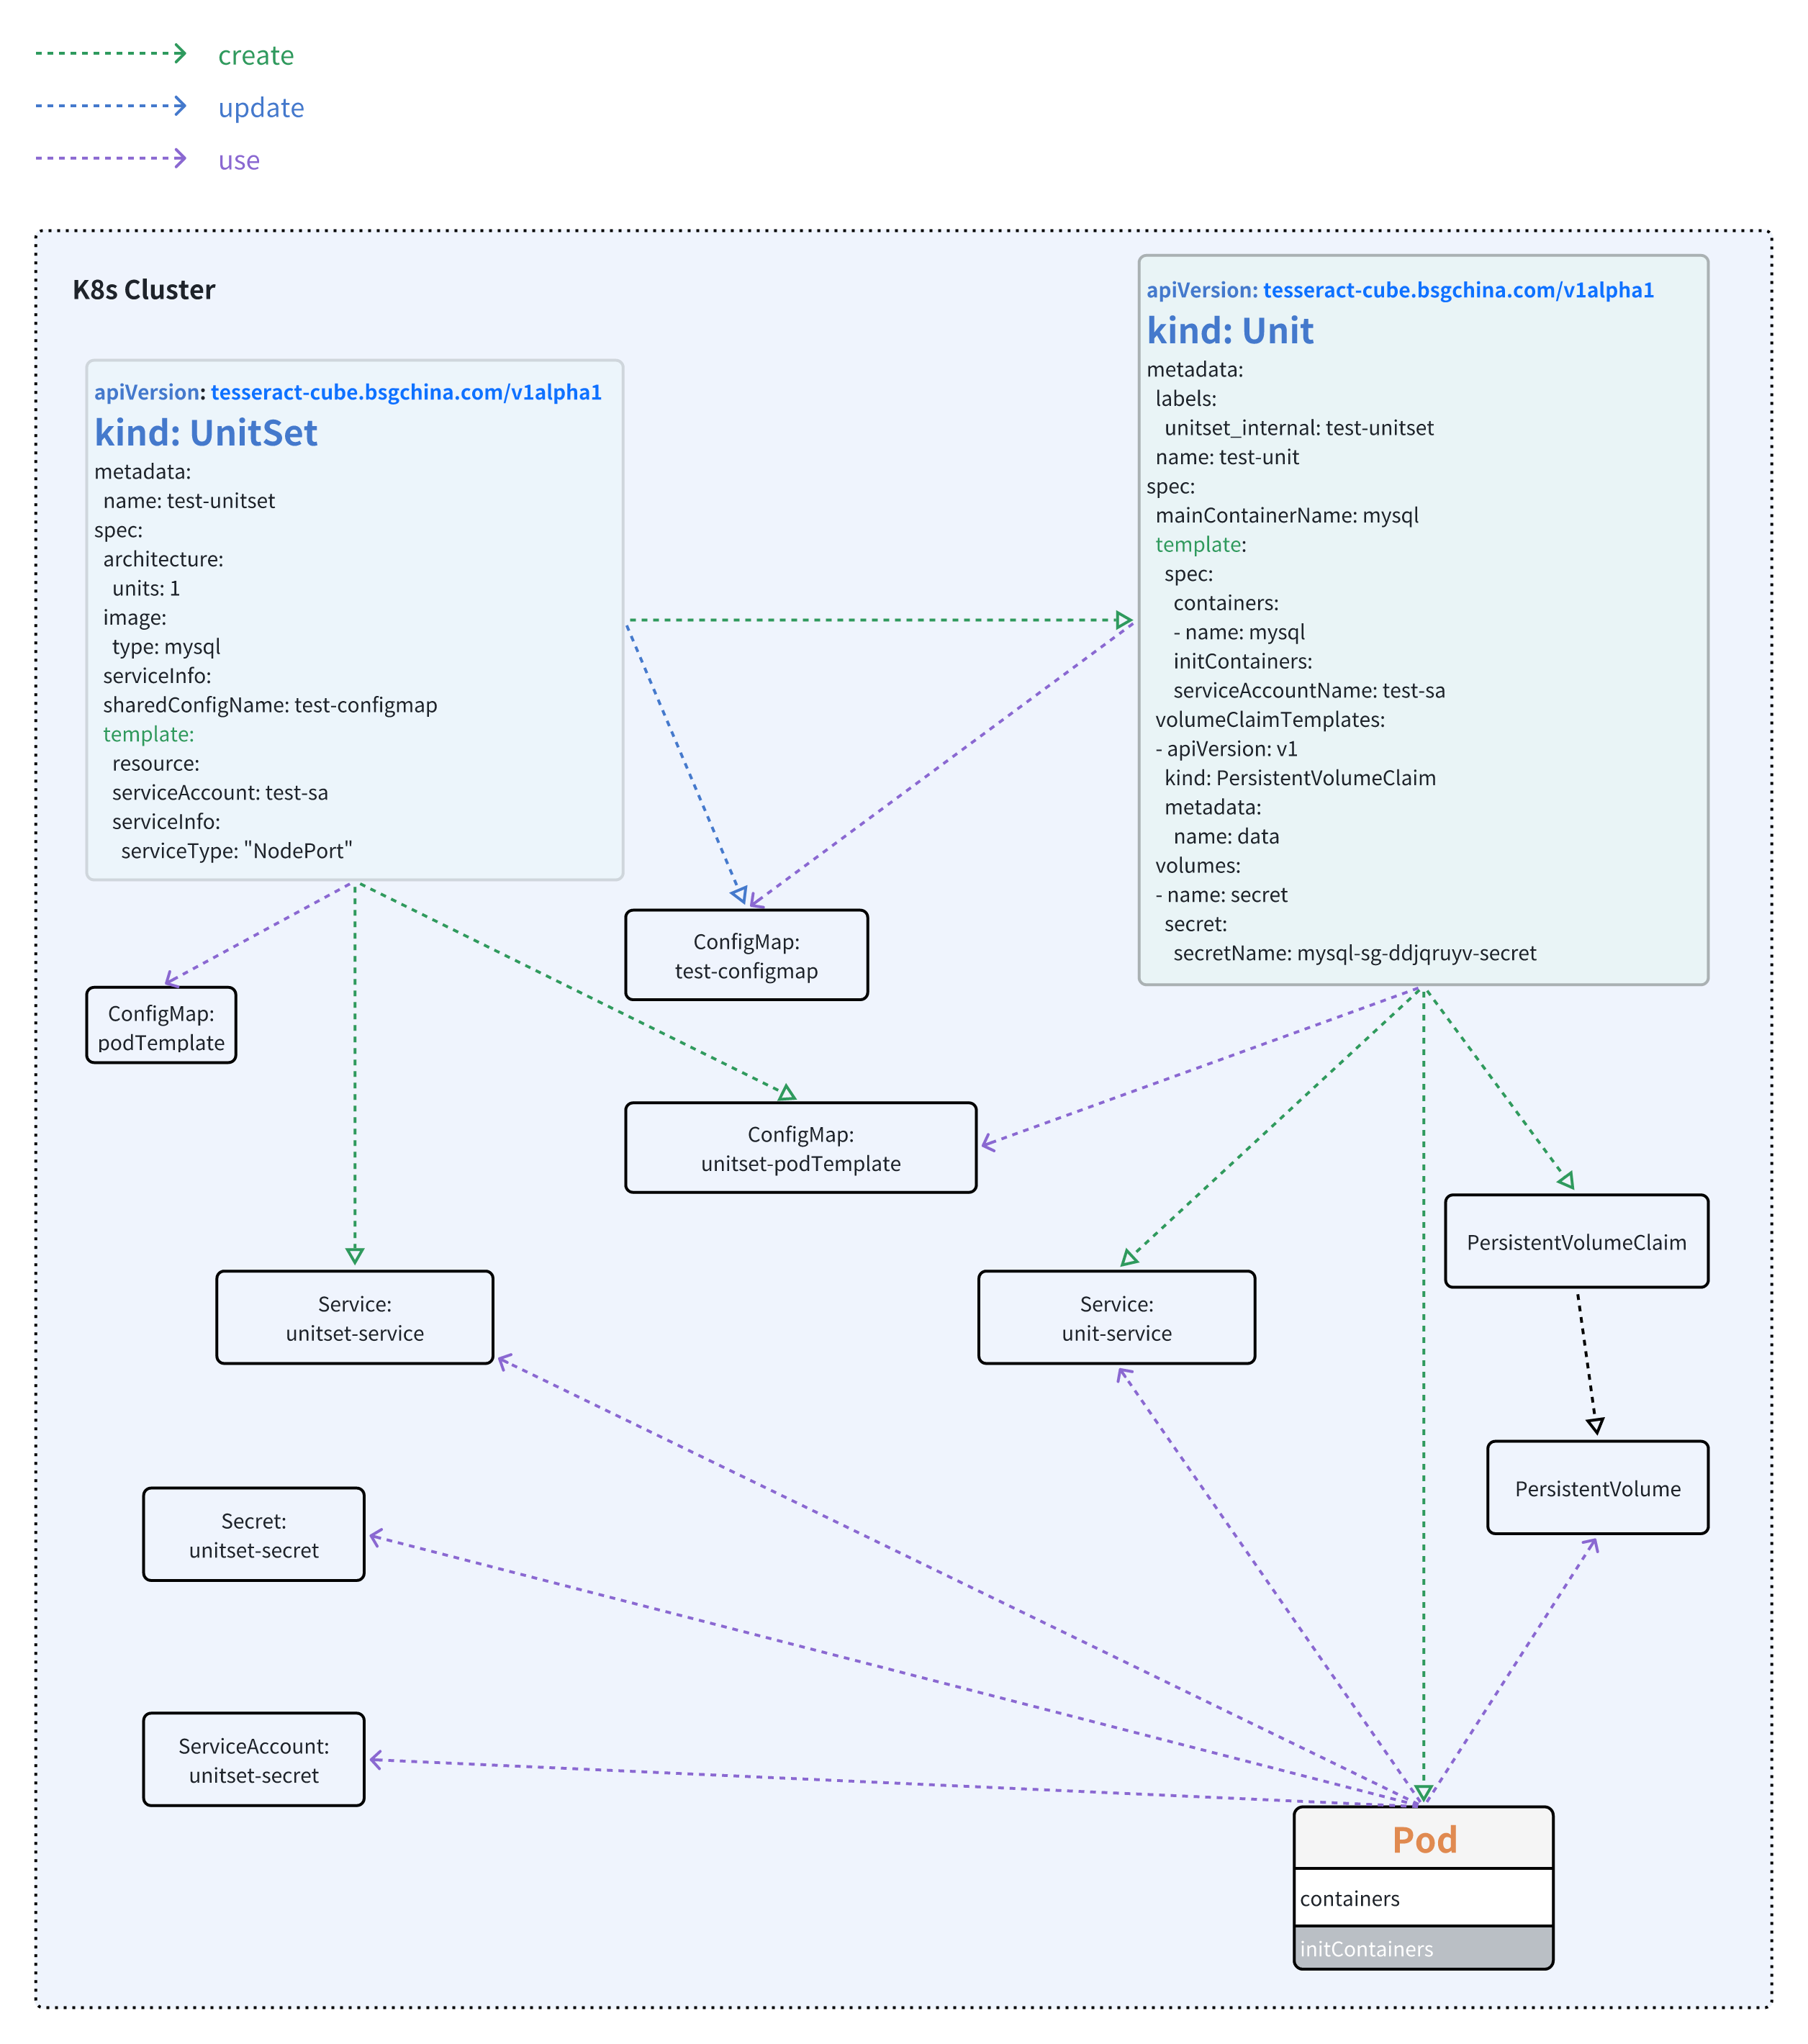 create
update
use
K8s Cluster
apiVersion: tesseract-cube.bsgchina.com/v1alpha1
kind: UnitSet
metadata:
name: test-unitset
spec:
architecture:
units: 1
image:
type: mysql
serviceInfo:
sharedConfigName: test-configmap
template:
resource:
serviceAccount: test-sa
serviceInfo:
serviceType: "NodePort"
apiVersion: tesseract-cube.bsgchina.com/v1alpha1
kind: Unit
metadata:
labels:
unitset_internal: test-unitset
name: test-unit
spec:
mainContainerName: mysql
template:
spec:
containers:
- name: mysql
initContainers:
serviceAccountName: test-sa
volumeClaimTemplates:
- apiVersion: v1
kind: PersistentVolumeClaim
metadata:
name: data
volumes:
- name: secret
secret:
secretName: mysql-sg-ddjqruyv-secret
ConfigMap:
test-configmap
ConfigMap:
podTemplate
ConfigMap:
unitset-podTemplate
PersistentVolumeClaim
Service:
unitset-service
Service:
unit-service
PersistentVolume
Secret:
unitset-secret
ServiceAccount:
unitset-secret
Pod
containers
initContainers